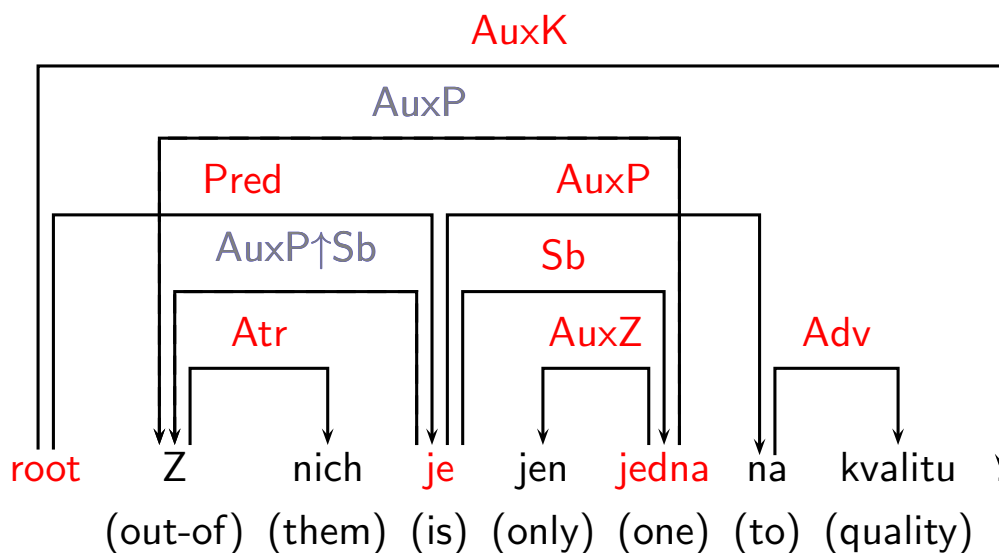 AuxK
AuxP
Pred AuxP
AuxP↑Sb Sb
Atr AuxZ Adv
root Z nich je jen jedna na kvalitu
(out-of) (them) (is) (only) (one) (to) (quality)